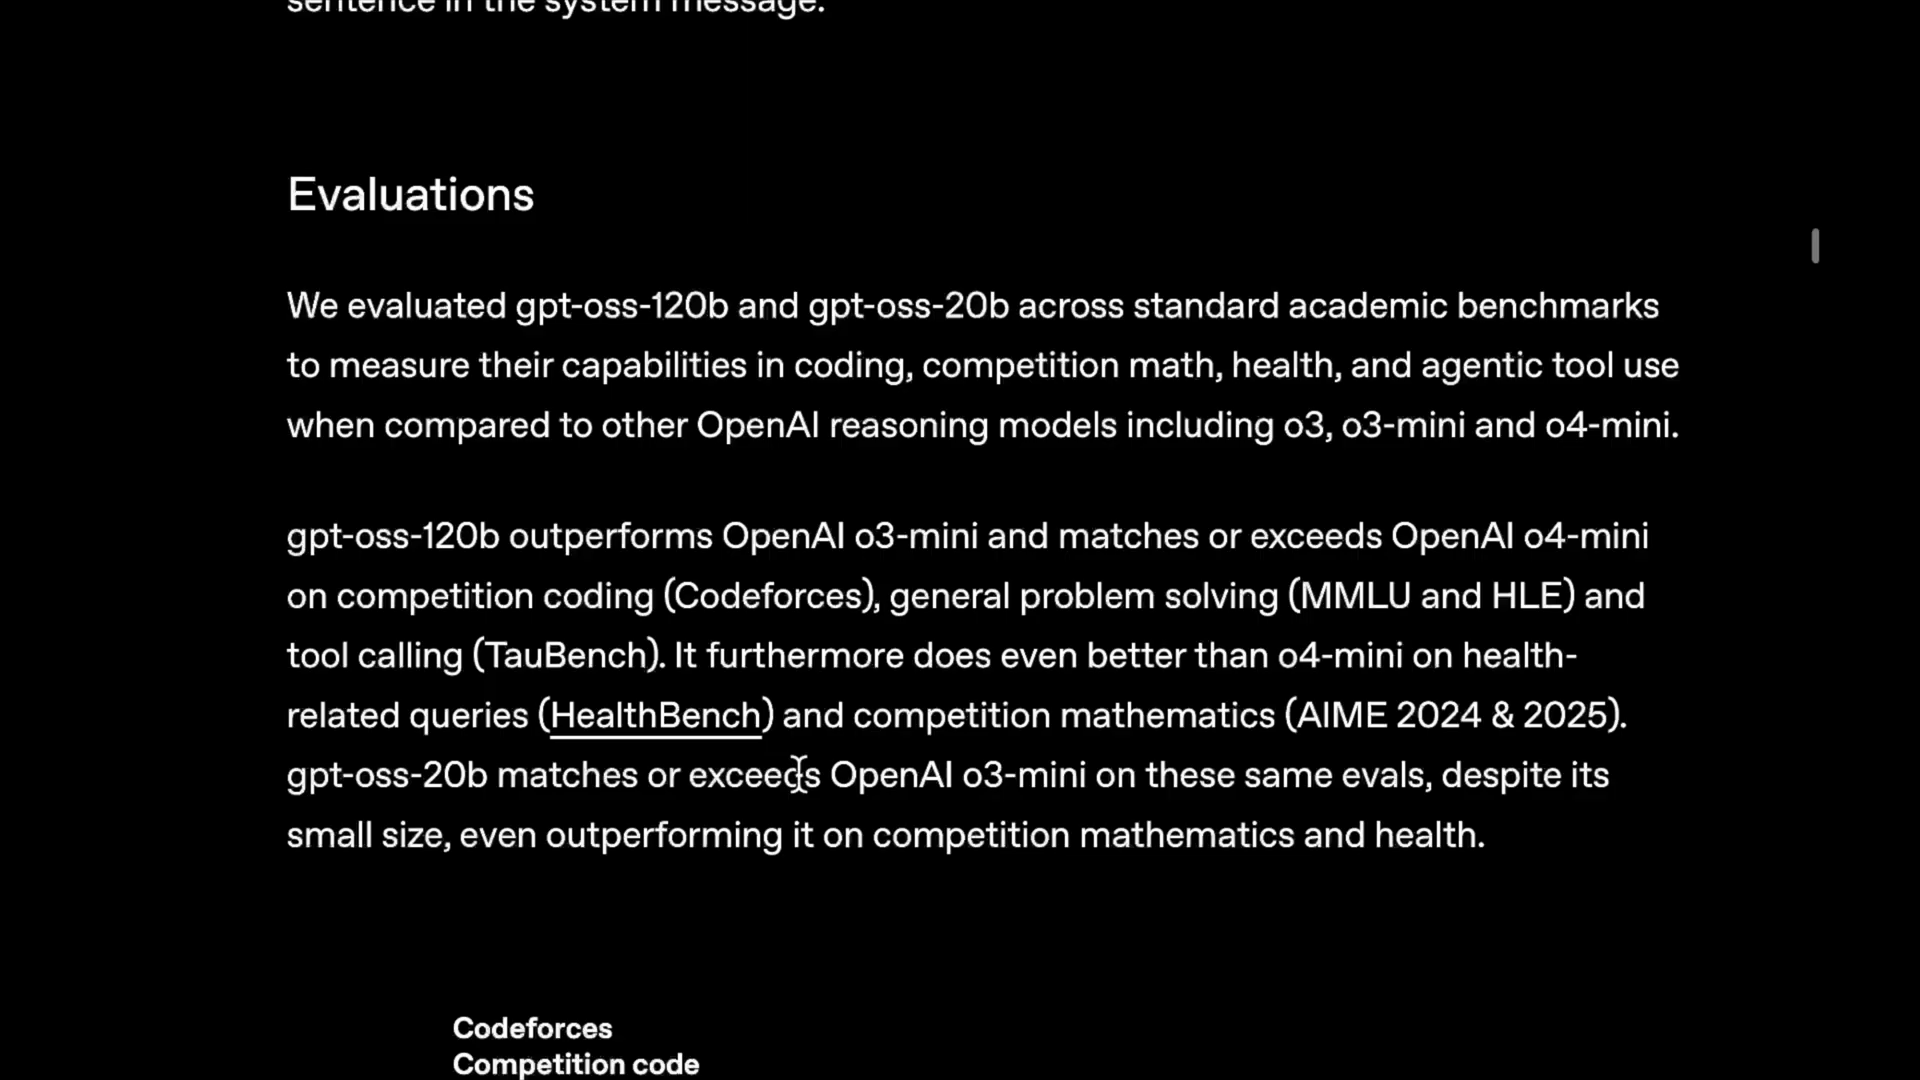 sentence in the system message.
Evaluations
We evaluated gpt-oss-120b and gpt-oss-20b across standard academic benchmarks
to measure their capabilities in coding, competition math, health, and agentic tool use
when compared to other OpenAI reasoning models including o3, o3-mini and o4-mini.
gpt-oss-120b outperforms OpenAI o3-mini and matches or exceeds OpenAI o4-mini
on competition coding (Codeforces), general problem solving (MMLU and HLE) and
tool calling (TauBench). It furthermore does even better than o4-mini on health-
related queries (HealthBench) and competition mathematics (AIME 2024 & 2025).
gpt-oss-20b matches or exceeds OpenAI o3-mini on these same evals, despite its
small size, even outperforming it on competition mathematics and health.
Codeforces
Competition code